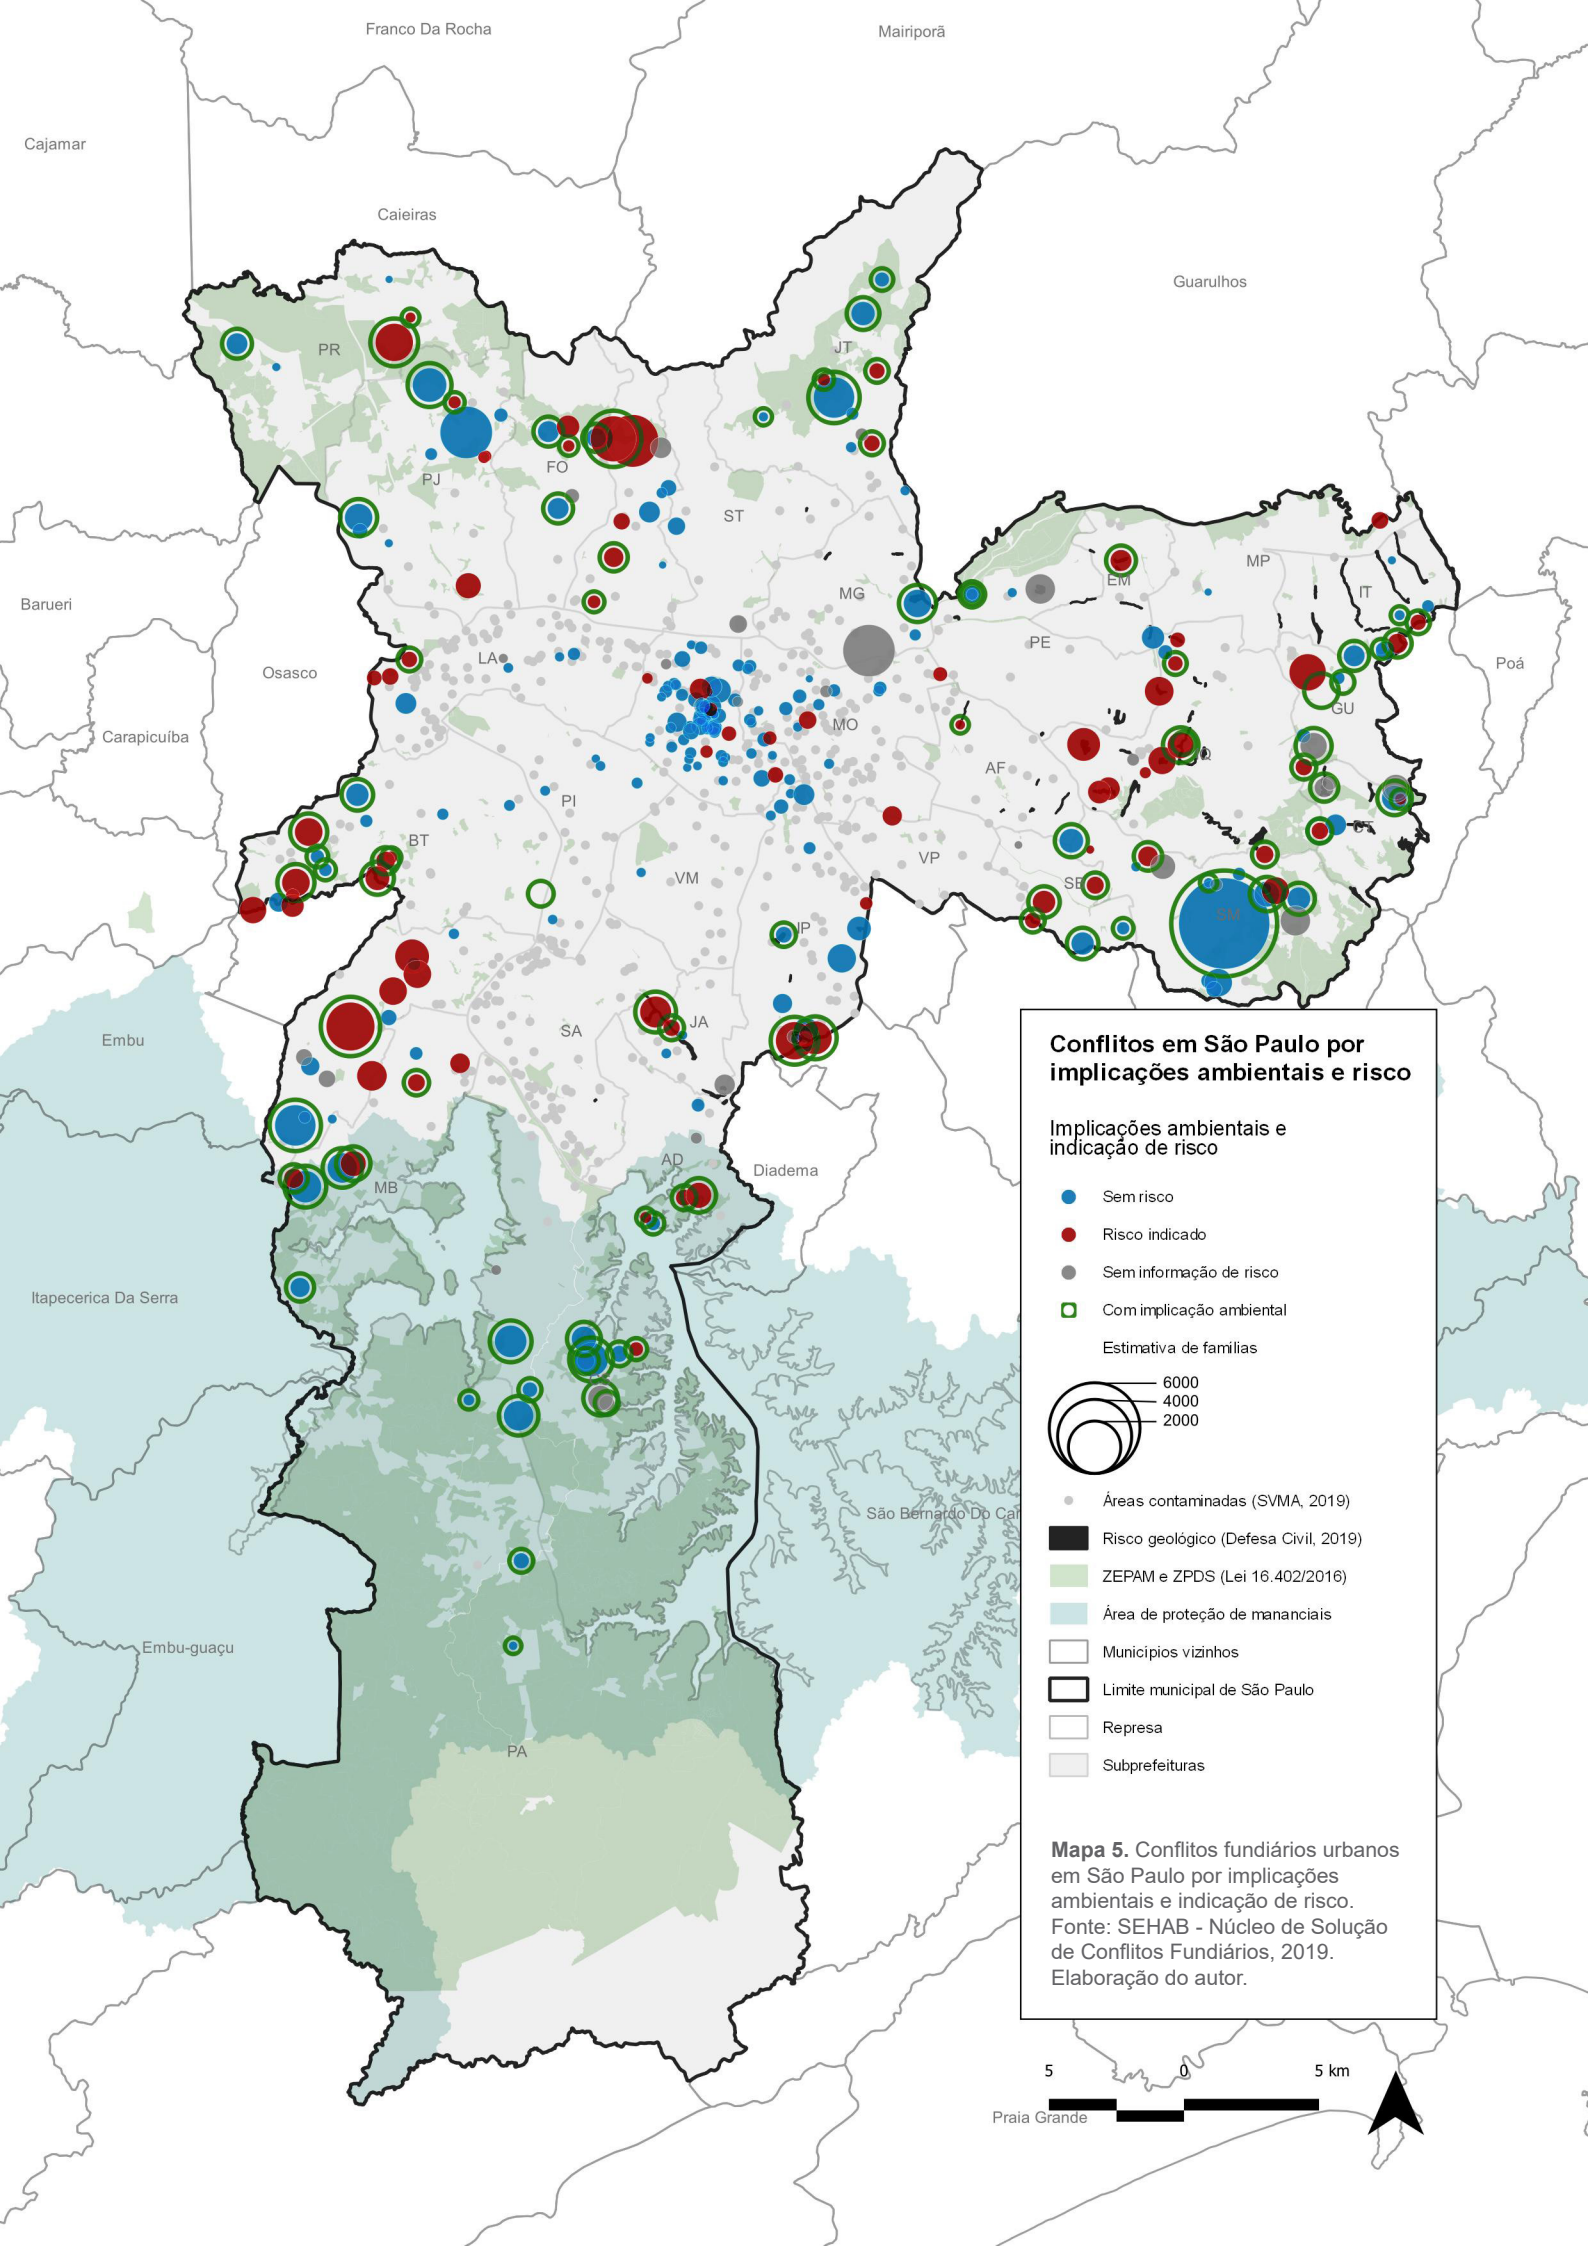 Franco Da Rocha
Mairiporã
Cajamar
Caieiras
Guarulhos
PR
JT
FO
PJ
ST
MG
EM
MP
IT
Barueri
PE
Osasco
LA
Poá
GU
Carapicuíba
MO
AF
PI
BT
VP
VM
SM
IP
Embu
SA
JA
AD
Diadema
MB
Itapecerica Da Serra
São Bernardo Do Car
Embu-guaçu
PA
Conflitos em São Paulo por
implicações ambientais e risco
Implicações ambientais e
indicação de risco
Sem risco
Risco indicado
Sem informação de risco
Com implicação ambiental
Estimativa de famílias
6000
4000
2000
Áreas contaminadas (SVMA, 2019)
Risco geológico (Defesa Civil, 2019)
ZEPAM e ZPDS (Lei 16.402/2016)
Área de proteção de mananciais
Municípios vizinhos
Limite municipal de São Paulo
Represa
Subprefeituras
Mapa 5. Conflitos fundiários urbanos
em São Paulo por implicações
ambientais e indicação de risco.
Fonte: SEHAB - Núcleo de Solução
de Conflitos Fundiários, 2019.
Elaboração do autor.
5 0 5 km
Praia Grande